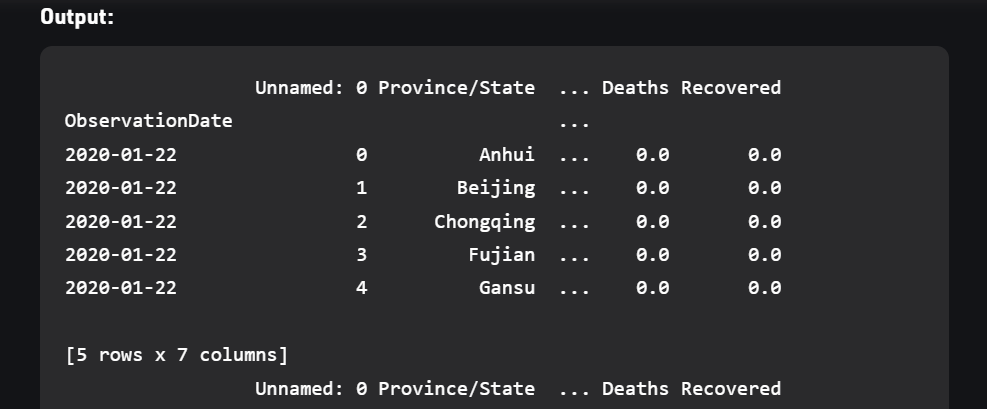 Output:
Unnamed: 0 Province/State ... Deaths Recovered
ObservationDate ...
2020-01-22 0 Anhui ... 0.0 0.0
2020-01-22 1 Beijing ... 0.0 0.0
2020-01-22 2 Chongqing ... 0.0 0.0
2020-01-22 3 Fujian ... 0.0 0.0
2020-01-22 4 Gansu ... 0.0 0.0
[5 rows x 7 columns]
Unnamed: 0 Province/State ... Deaths Recovered